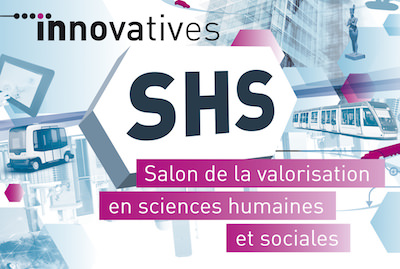 innovatives
SHS
Salon de la valorisation
en sciences humaines
et sociales